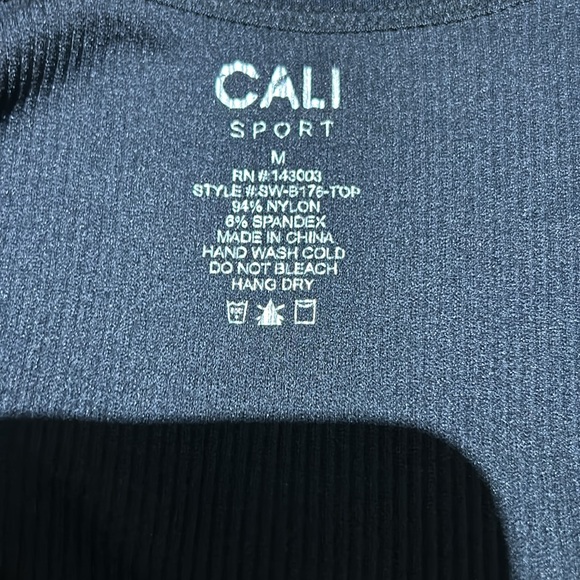 CALI
SPORT
M
RN #:143003
STYLE #:SW-B176-TOP
94% NYLON
6% SPANDEX
MADE IN CHINA
HAND WASH COLD
DO NOT BLEACH
HANG DRY